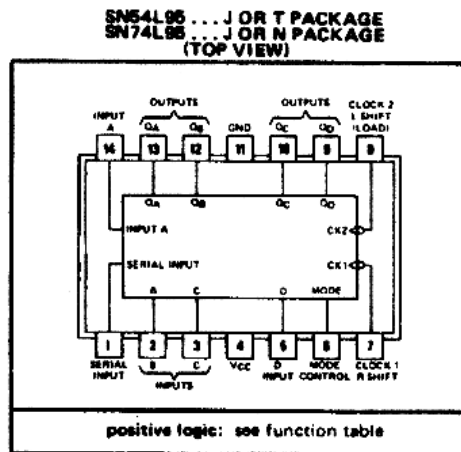 SN54L95 ... J OR T PACKAGE
SN74L95 ... J OR N PACKAGE
(TOP VIEW)
INPUT A
OUTPUTS
QA QB
GND
OUTPUTS
QC QD
CLOCK 2
L SHIFT
(LOAD)
14 13 12 11 10 9 8
QA QB QC QD
INPUT A
CK2
SERIAL INPUT
CK1
B C D MODE
1 2 3 4 5 6 7
SERIAL INPUT
B C
INPUTS
VCC
D INPUT
MODE CONTROL
CLOCK 1
R SHIFT
positive logic: see function table